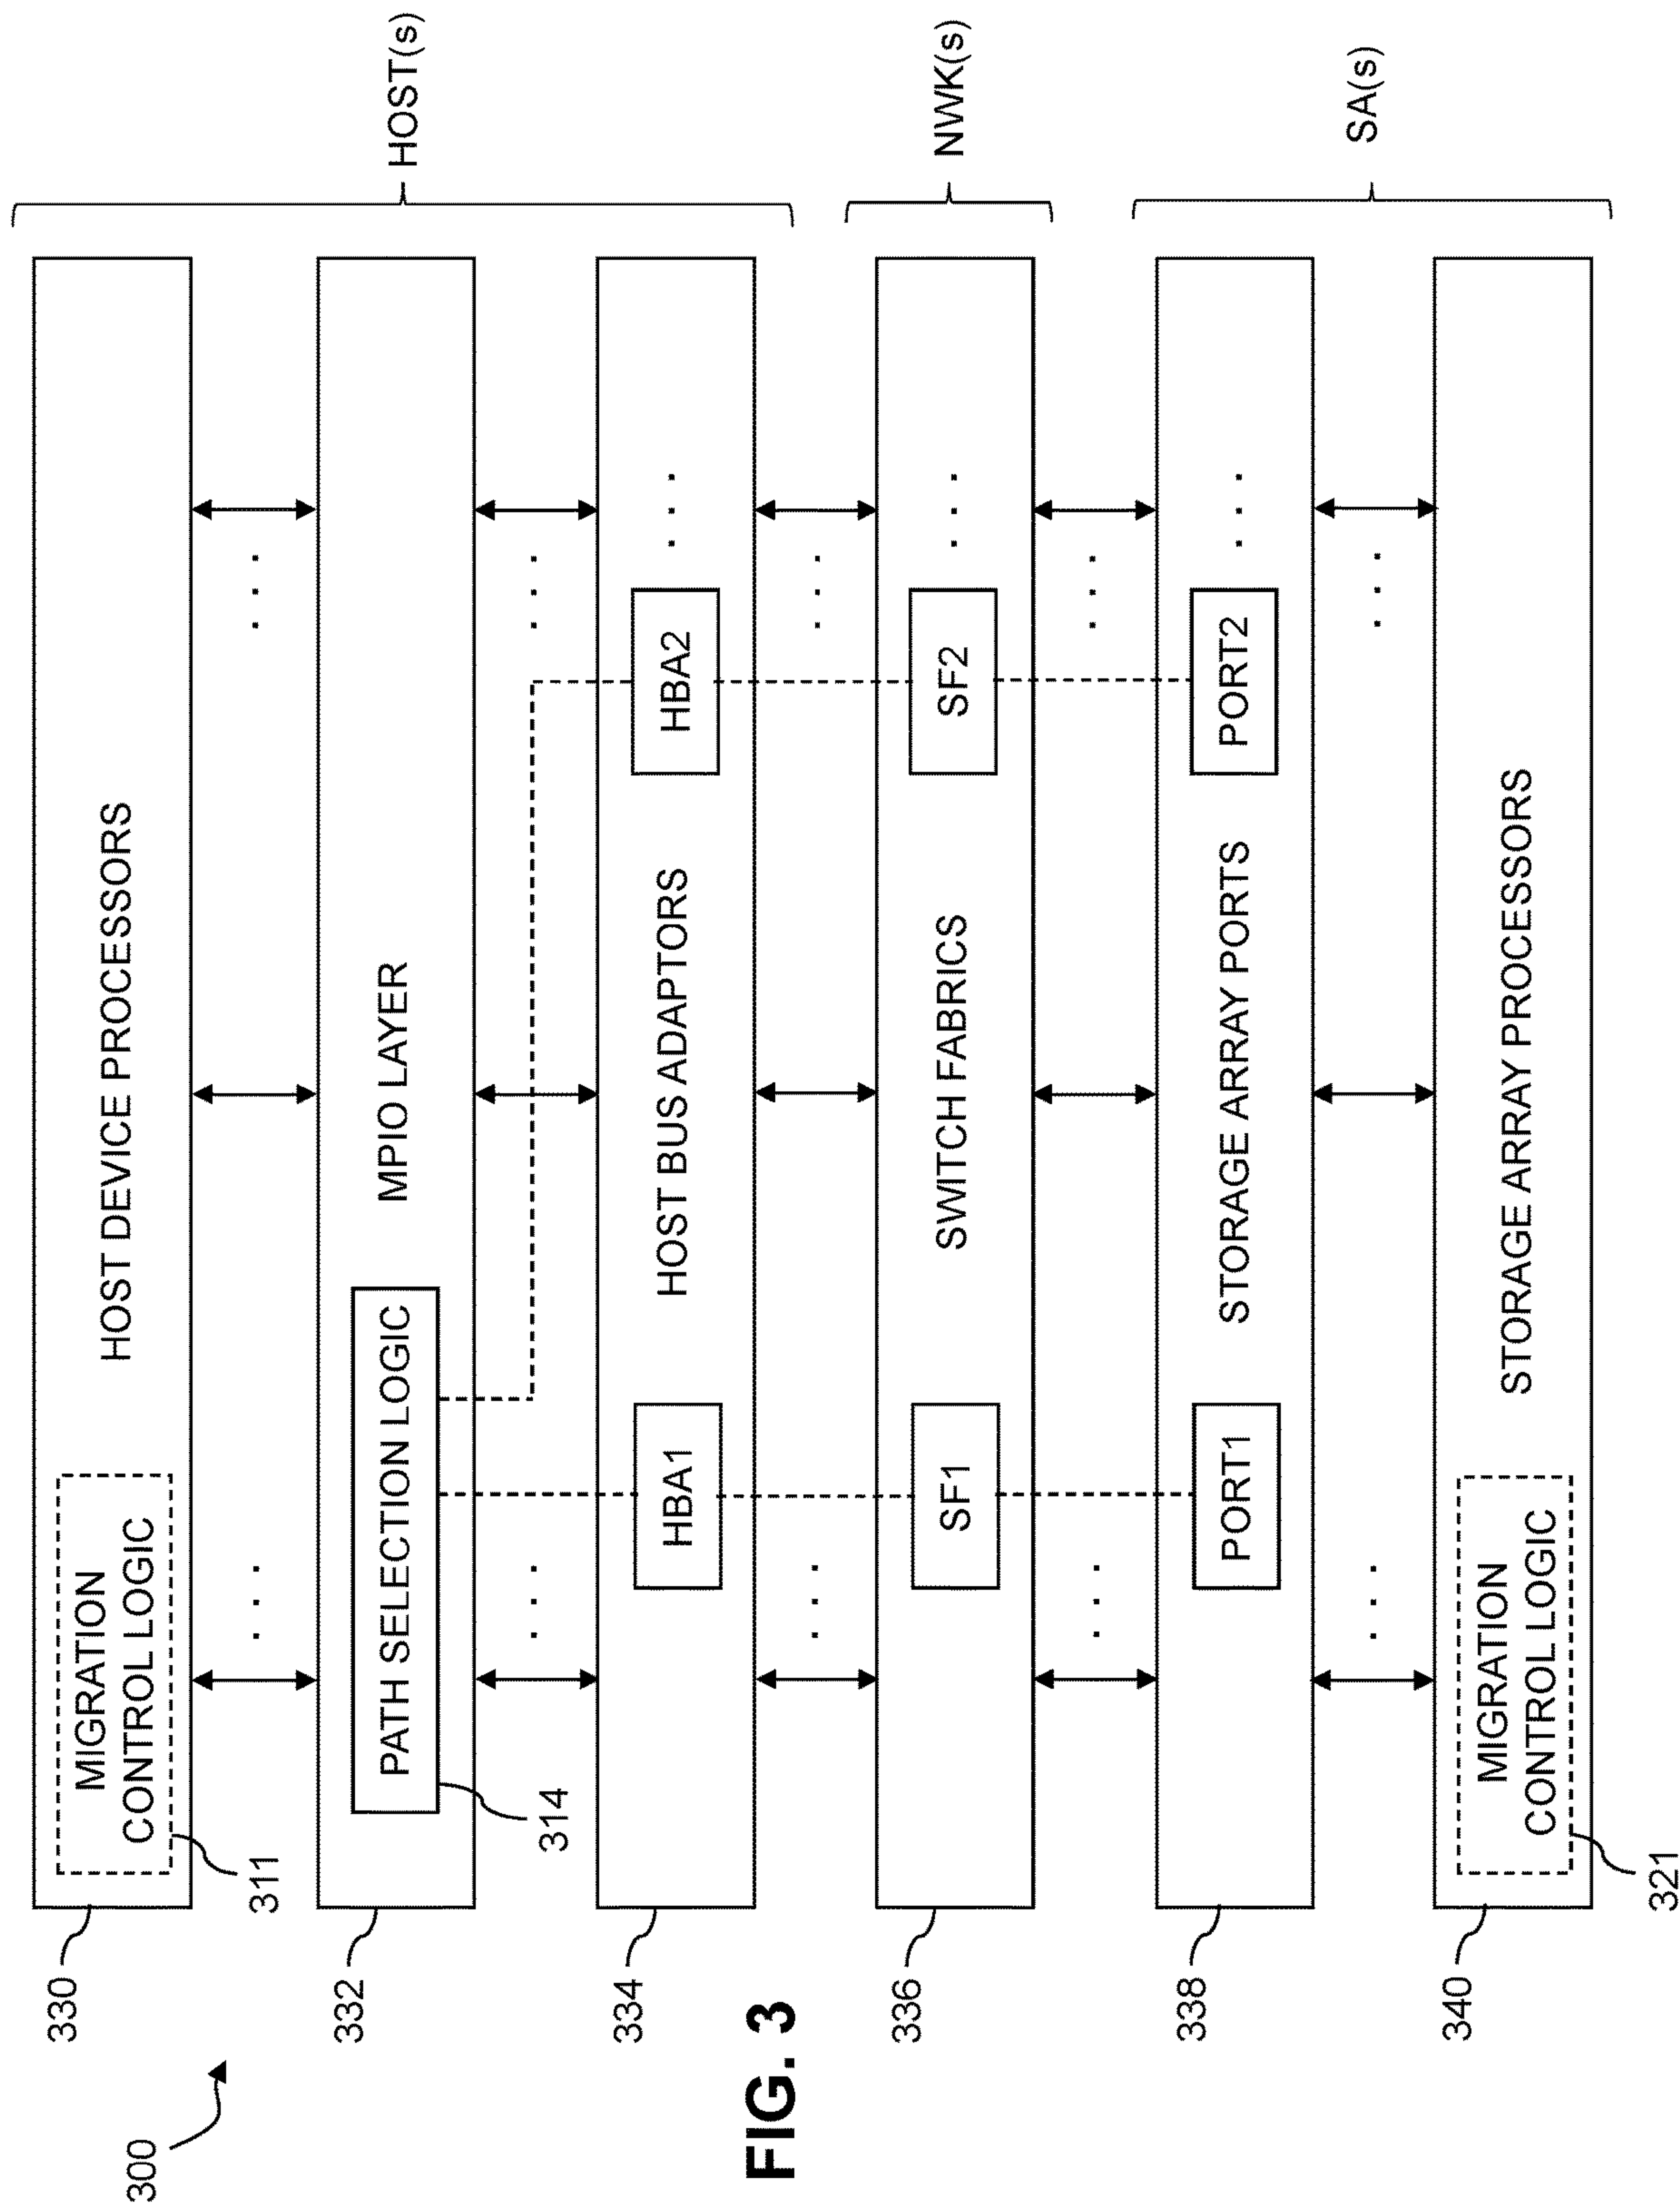 300
330
MIGRATION
CONTROL LOGIC
311
HOST DEVICE PROCESSORS
HOST(s)
332
PATH SELECTION LOGIC
314
MPIO LAYER
334
HBA1
HOST BUS ADAPTORS
HBA2
336
SF1
SWITCH FABRICS
SF2
NWK(s)
338
PORT1
STORAGE ARRAY PORTS
PORT2
SA(s)
340
MIGRATION
CONTROL LOGIC
321
STORAGE ARRAY PROCESSORS
FIG. 3